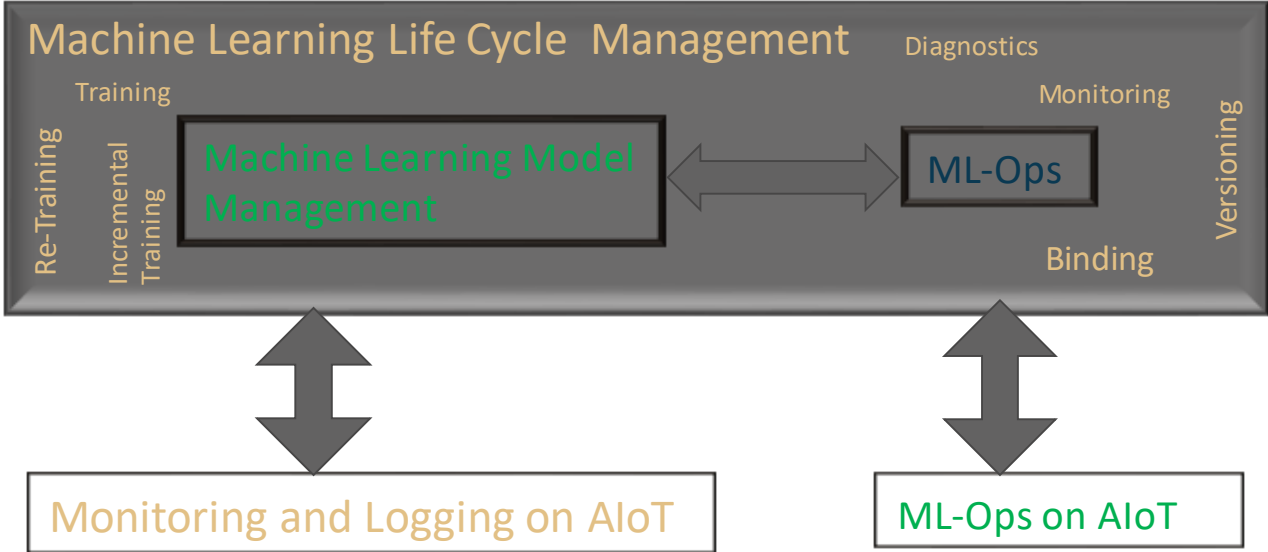 Machine Learning Life Cycle Management
Diagnostics
Training
Monitoring
Re-Training
Incremental
Training
Machine Learning Model
Management
ML-Ops
Versioning
Binding
Monitoring and Logging on AIoT
ML-Ops on AIoT